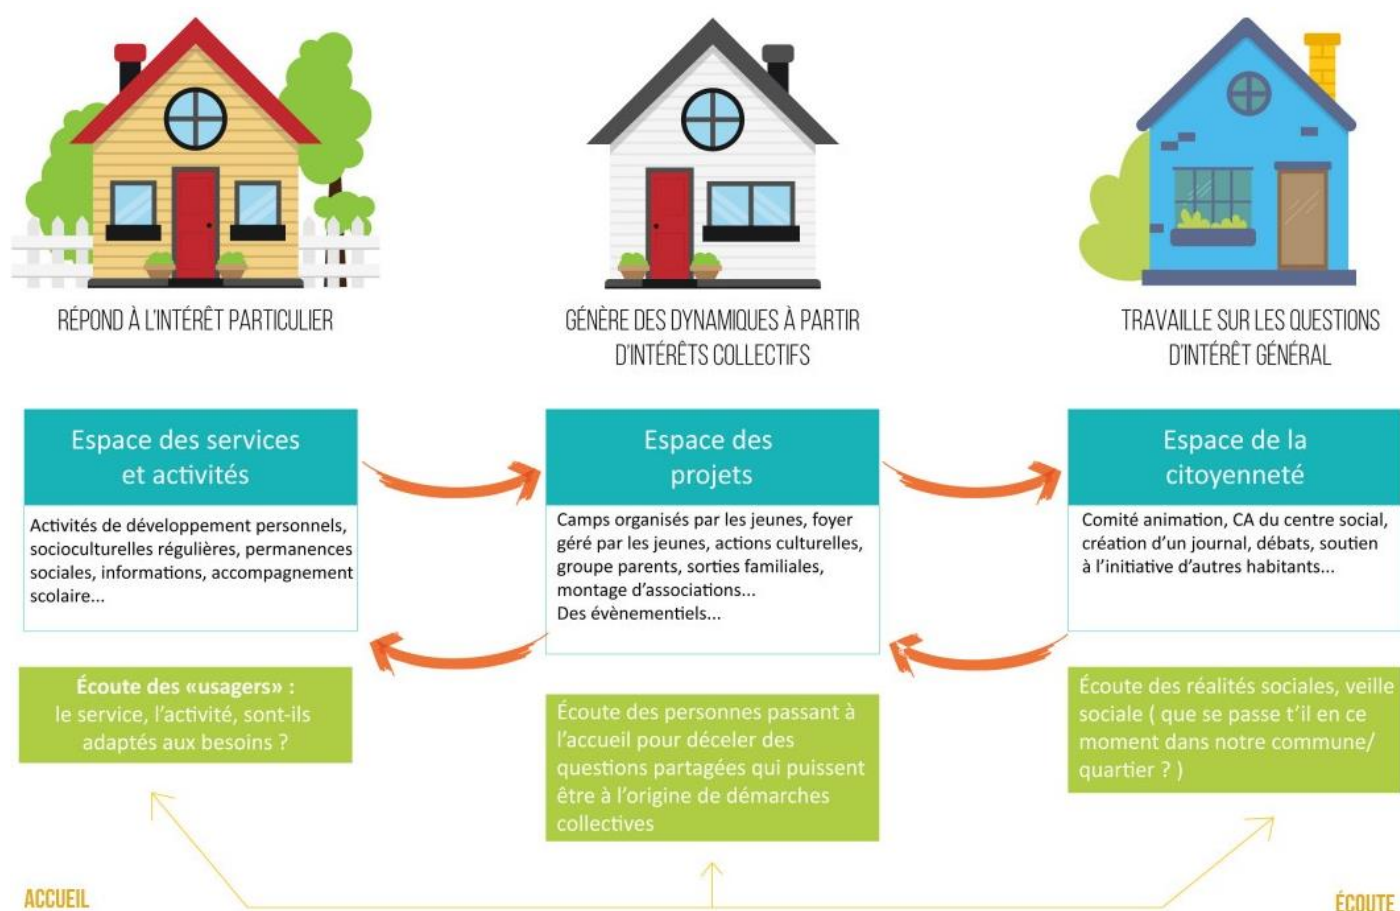 RÉPOND À L'INTÉRÊT PARTICULIER
GÉNÈRE DES DYNAMIQUES À PARTIR
D'INTÉRÊTS COLLECTIFS
TRAVAILLE SUR LES QUESTIONS
D'INTÉRÊT GÉNÉRAL
Espace des services
et activités
Activités de développement personnels,
socioculturelles régulières, permanences
sociales, informations, accompagnement
scolaire...
Espace des
projets
Camps organisés par les jeunes, foyer
géré par les jeunes, actions culturelles,
groupe parents, sorties familiales,
montage d'associations...
Des évènementiels...
Espace de la
citoyenneté
Comité animation, CA du centre social,
création d'un journal, débats, soutien
à l'initiative d'autres habitants...
Écoute des «usagers» :
le service, l'activité, sont-ils
adaptés aux besoins ?
Écoute des personnes passant à
l'accueil pour déceler des
questions partagées qui puissent
être à l'origine de démarches
collectives
Écoute des réalités sociales, veille
sociale ( que se passe t'il en ce
moment dans notre commune/
quartier ? )
ACCUEIL
ÉCOUTE